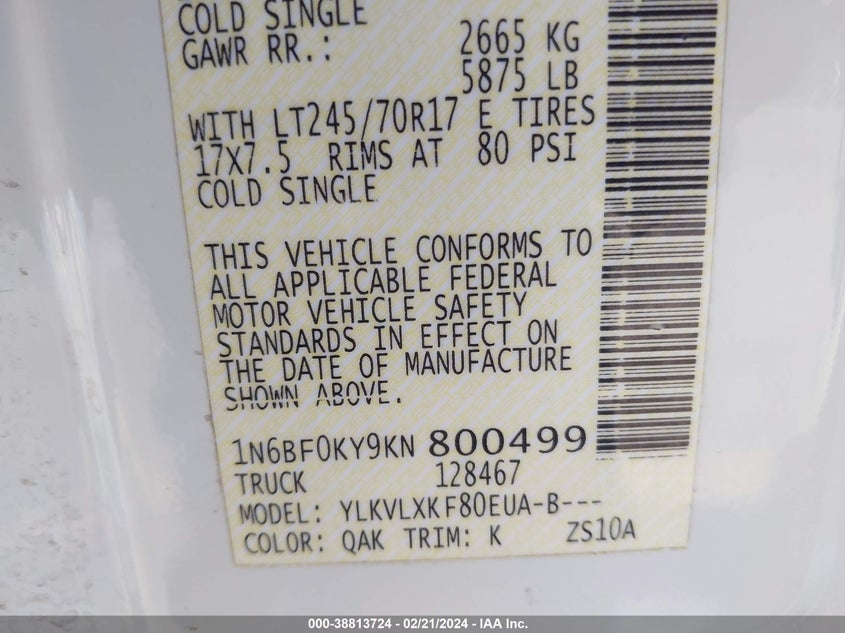 COLD SINGLE
GAWR RR.: 2665 KG
5875 LB
WITH LT245/70R17 E TIRES
17X7.5 RIMS AT 80 PSI
COLD SINGLE
THIS VEHICLE CONFORMS TO
ALL APPLICABLE FEDERAL
MOTOR VEHICLE SAFETY
STANDARDS IN EFFECT ON
THE DATE OF MANUFACTURE
SHOWN ABOVE.
1N6BF0KY9KN 800499
TRUCK 128467
MODEL: YLKVLXKF80EUA-B---
COLOR: QAK TRIM: K ZS10A
000-38813724 - 02/21/2024 - IAA Inc.